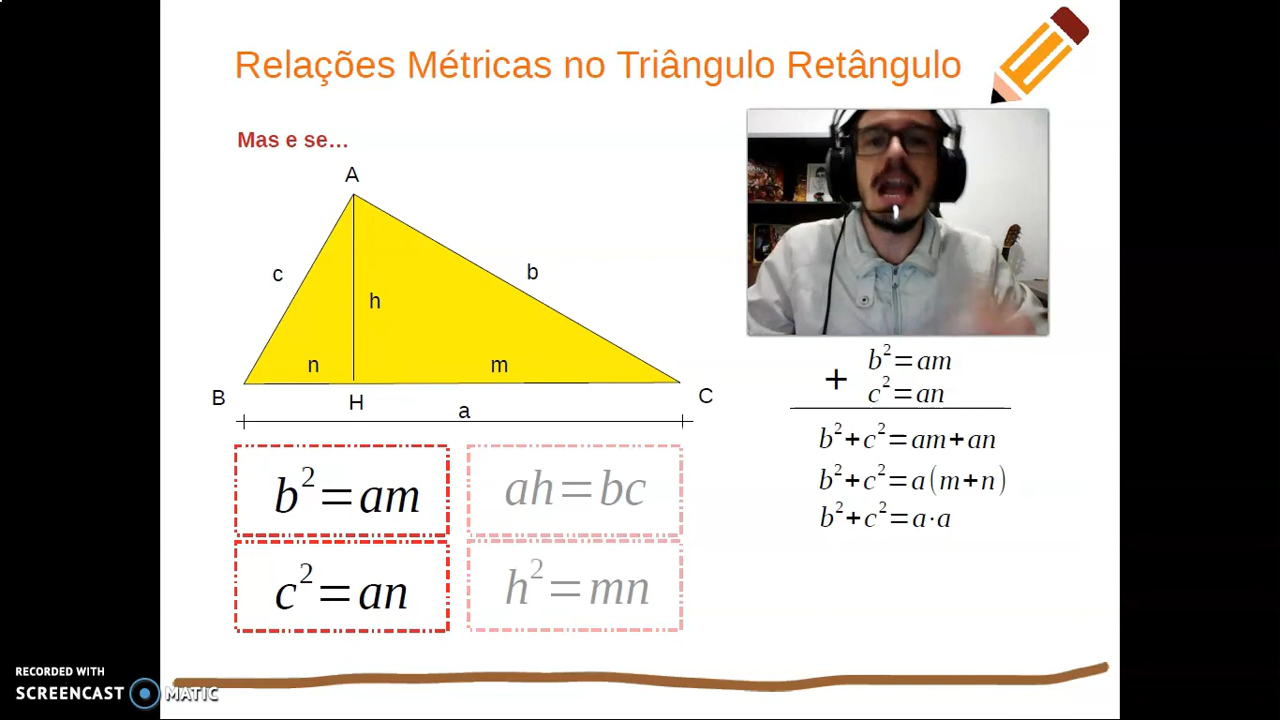 Relações Métricas no Triângulo Retângulo
Mas e se...
A
c
b
h
n
m
B
H
a
C
b²=am
c²=an
ah=bc
h²=mn
+
b²=am
c²=an
b²+c²=am+an
b²+c²=a(m+n)
b²+c²=a·a
RECORDED WITH
SCREENCAST MATIC